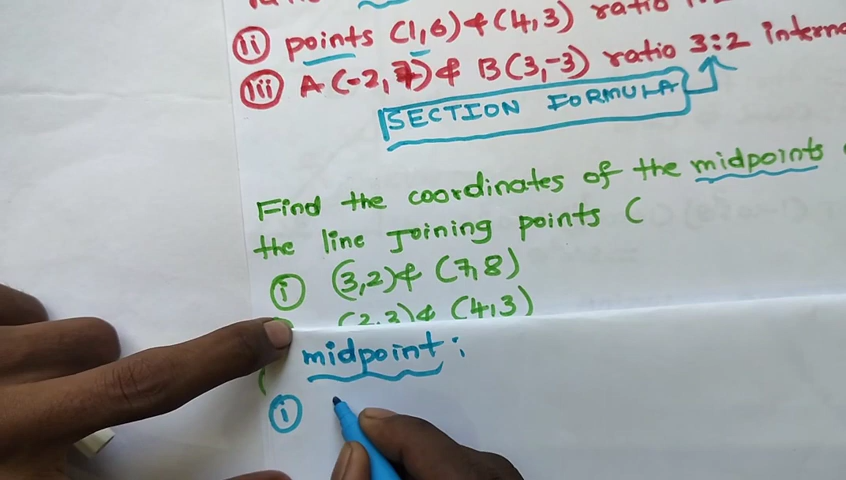 (ii) points (1,6) & (4,3) ratio
(iii) A (-2, 7) & B (3,-3) ratio 3:2
SECTION FORMULA
Find the coordinates of the midpoints
the line Joining points (
(i) (3,2) & (7,8)
(2,3) & (4,3)
midpoint :
(i)